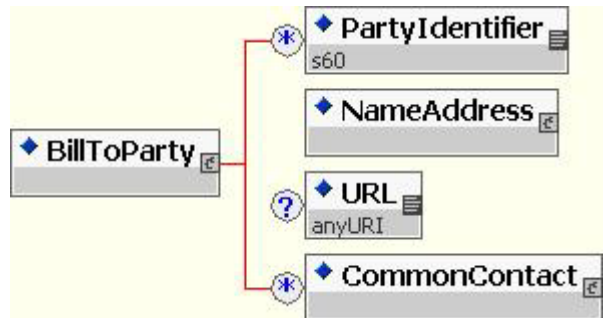 PartyIdentifier
s60
NameAddress
BillToParty
?
URL
anyURI
CommonContact